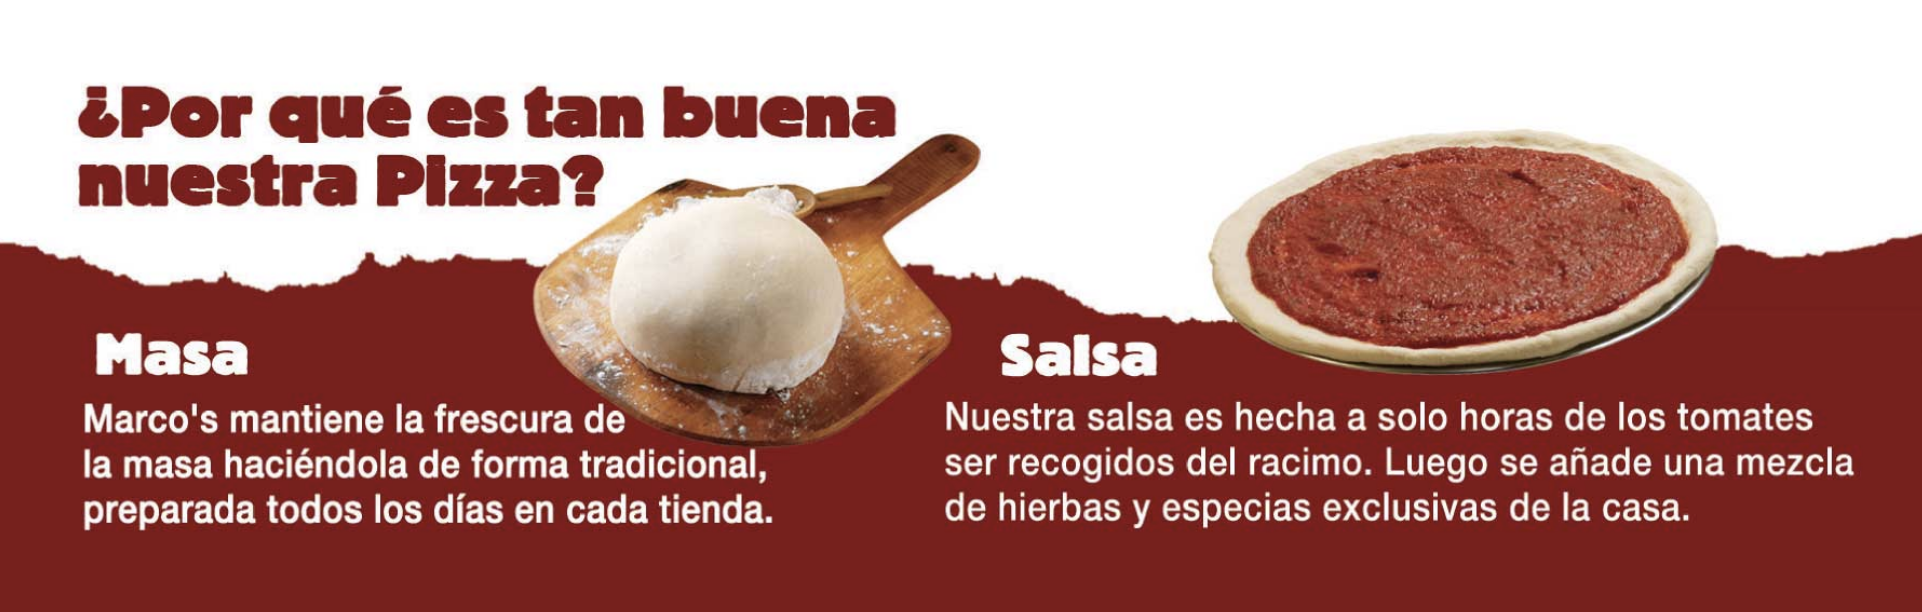 ¿Por qué es tan buena
nuestra Pizza?
Masa
Marco's mantiene la frescura de
la masa haciéndola de forma tradicional,
preparada todos los días en cada tienda.
Salsa
Nuestra salsa es hecha a solo horas de los tomates
ser recogidos del racimo. Luego se añade una mezcla
de hierbas y especias exclusivas de la casa.